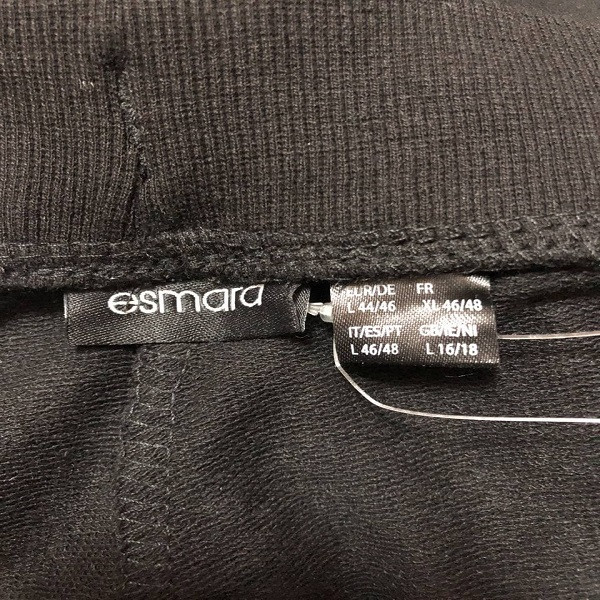 esmara
EUR/DE FR
L 44/46 XL 46/48
IT/ES/PT GB/IE/NI
L 46/48 L 16/18